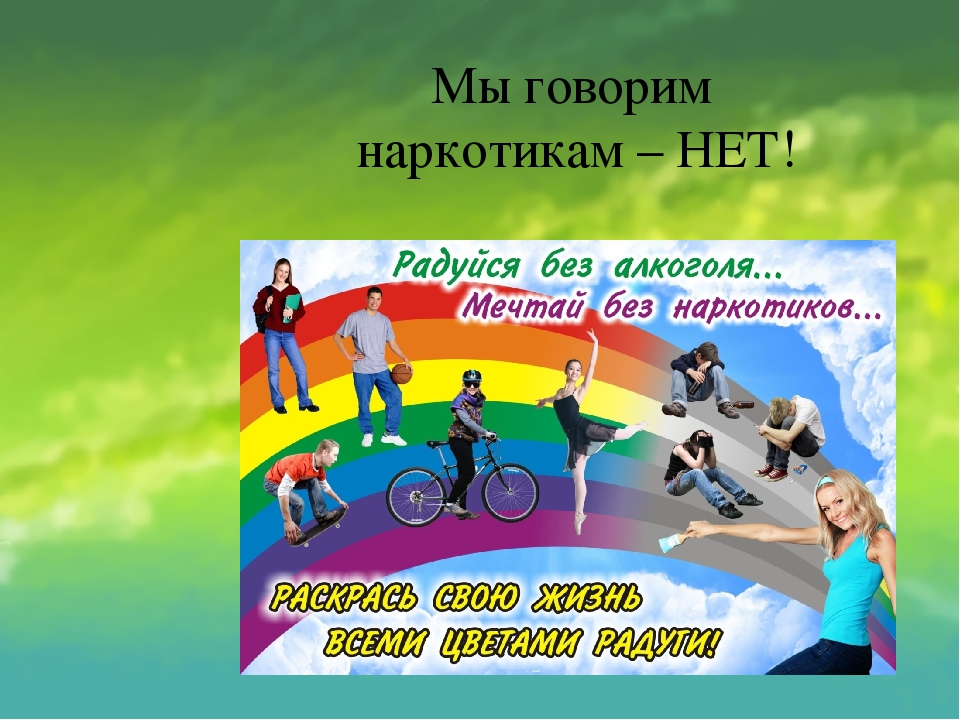 Мы говорим
наркотикам – НЕТ!
Радуйся без алкоголя...
Мечтай без наркотиков...
РАСКРАСЬ СВОЮ ЖИЗНЬ
ВСЕМИ ЦВЕТАМИ РАДУГИ!